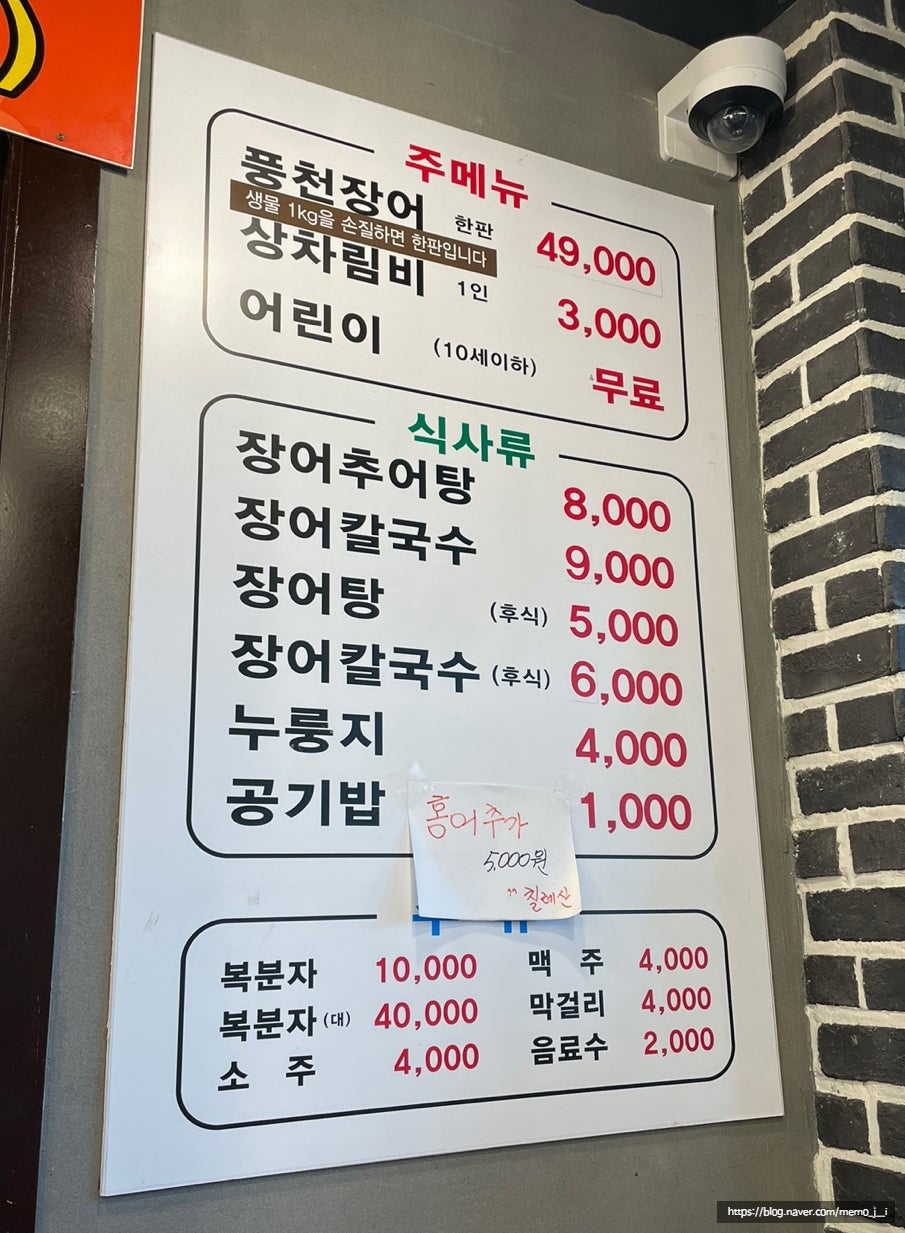 주메뉴
풍천장어 한판 49,000
생물 1kg을 손질하면 한판입니다
상차림비 1인 3,000
어린이 (10세이하) 무료
식사류
장어추어탕 8,000
장어칼국수 9,000
장어탕 (후식) 5,000
장어칼국수 (후식) 6,000
누룽지 4,000
공기밥 1,000
홍어추가
5,000원
"칠레산
복분자 10,000 맥 주 4,000
복분자(대) 40,000 막걸리 4,000
소 주 4,000 음료수 2,000
https://blog.naver.com/memo_j_i